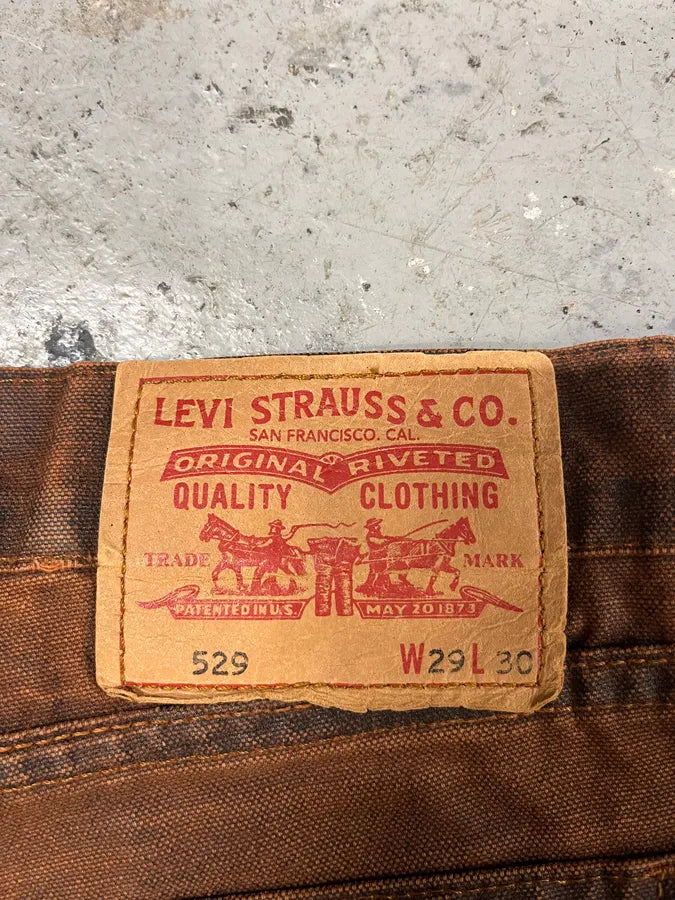 LEVI STRAUSS & CO.
SAN FRANCISCO. CAL.
ORIGINAL RIVETED
QUALITY CLOTHING
TRADE MARK
PATENTED IN U.S. MAY 20 1873
529 W29 L 30